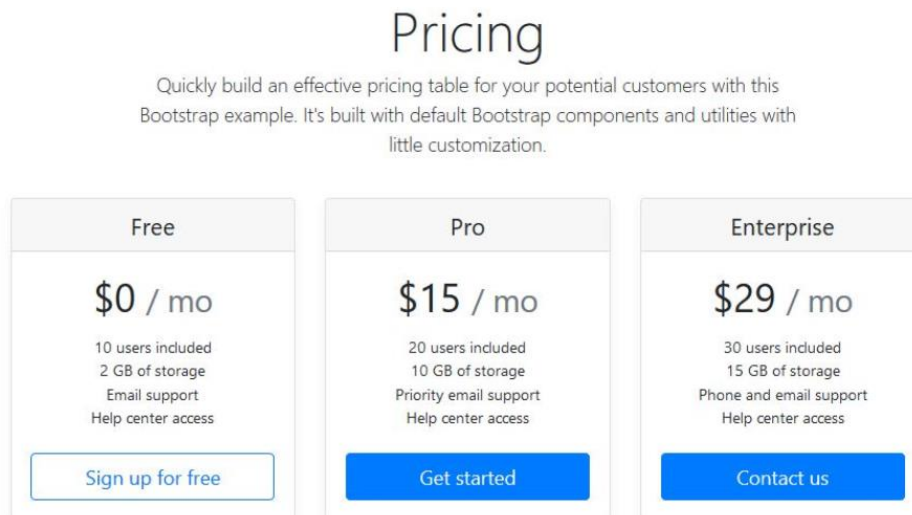 Pricing
Quickly build an effective pricing table for your potential customers with this
Bootstrap example. It's built with default Bootstrap components and utilities with
little customization.
Free
$0 / mo
10 users included
2 GB of storage
Email support
Help center access
Sign up for free
Pro
$15 / mo
20 users included
10 GB of storage
Priority email support
Help center access
Get started
Enterprise
$29 / mo
30 users included
15 GB of storage
Phone and email support
Help center access
Contact us